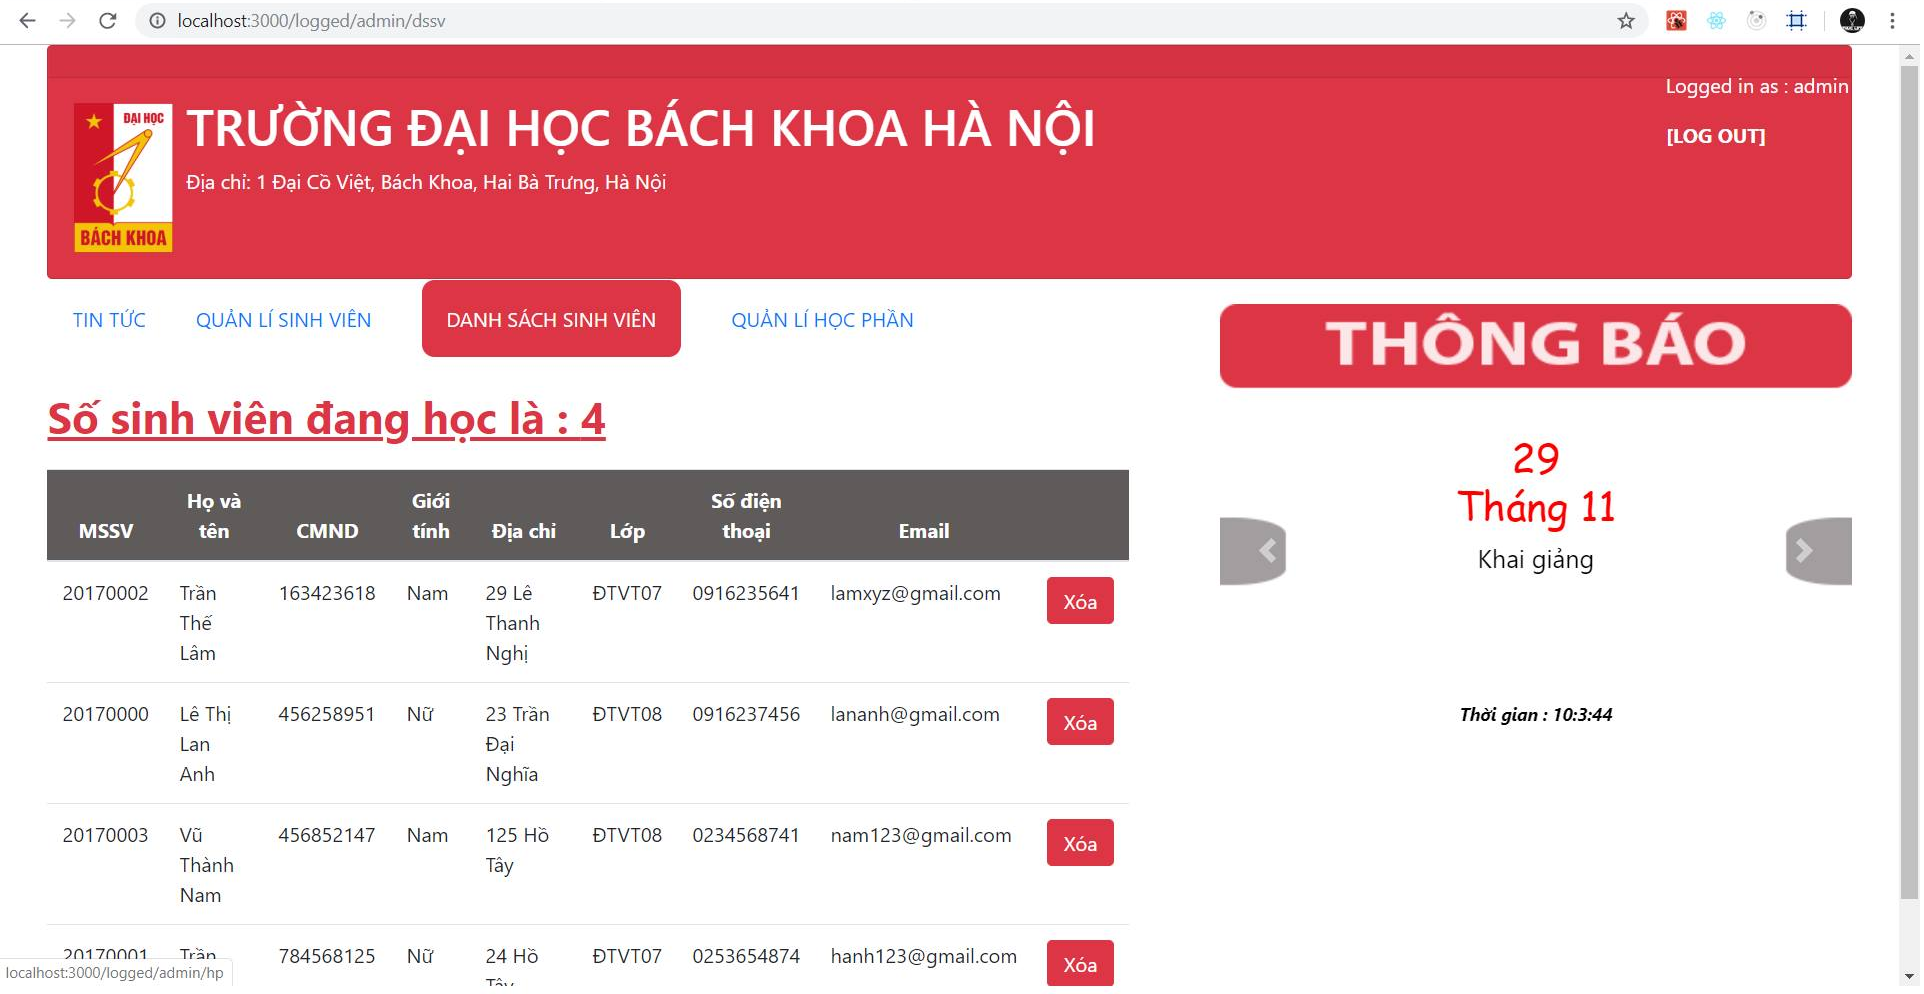 localhost:3000/logged/admin/dssv
Logged in as : admin
[LOG OUT]
ĐẠI HỌC
BÁCH KHOA
TRƯỜNG ĐẠI HỌC BÁCH KHOA HÀ NỘI
Địa chỉ: 1 Đại Cồ Việt, Bách Khoa, Hai Bà Trưng, Hà Nội
TIN TỨC QUẢN LÍ SINH VIÊN DANH SÁCH SINH VIÊN QUẢN LÍ HỌC PHẦN
Số sinh viên đang học là : 4
MSSV Họ và tên CMND Giới tính Địa chỉ Lớp Số điện thoại Email
20170002 Trần Thế Lâm 163423618 Nam 29 Lê Thanh Nghị ĐTVT07 0916235641 lamxyz@gmail.com Xóa
20170000 Lê Thị Lan Anh 456258951 Nữ 23 Trần Đại Nghĩa ĐTVT08 0916237456 lananh@gmail.com Xóa
20170003 Vũ Thành Nam 456852147 Nam 125 Hồ Tây ĐTVT08 0234568741 nam123@gmail.com Xóa
20170001 Trần 784568125 Nữ 24 Hồ Tây ĐTVT07 0253654874 hanh123@gmail.com Xóa
THÔNG BÁO
29
Tháng 11
Khai giảng
Thời gian : 10:3:44
localhost:3000/logged/admin/hp